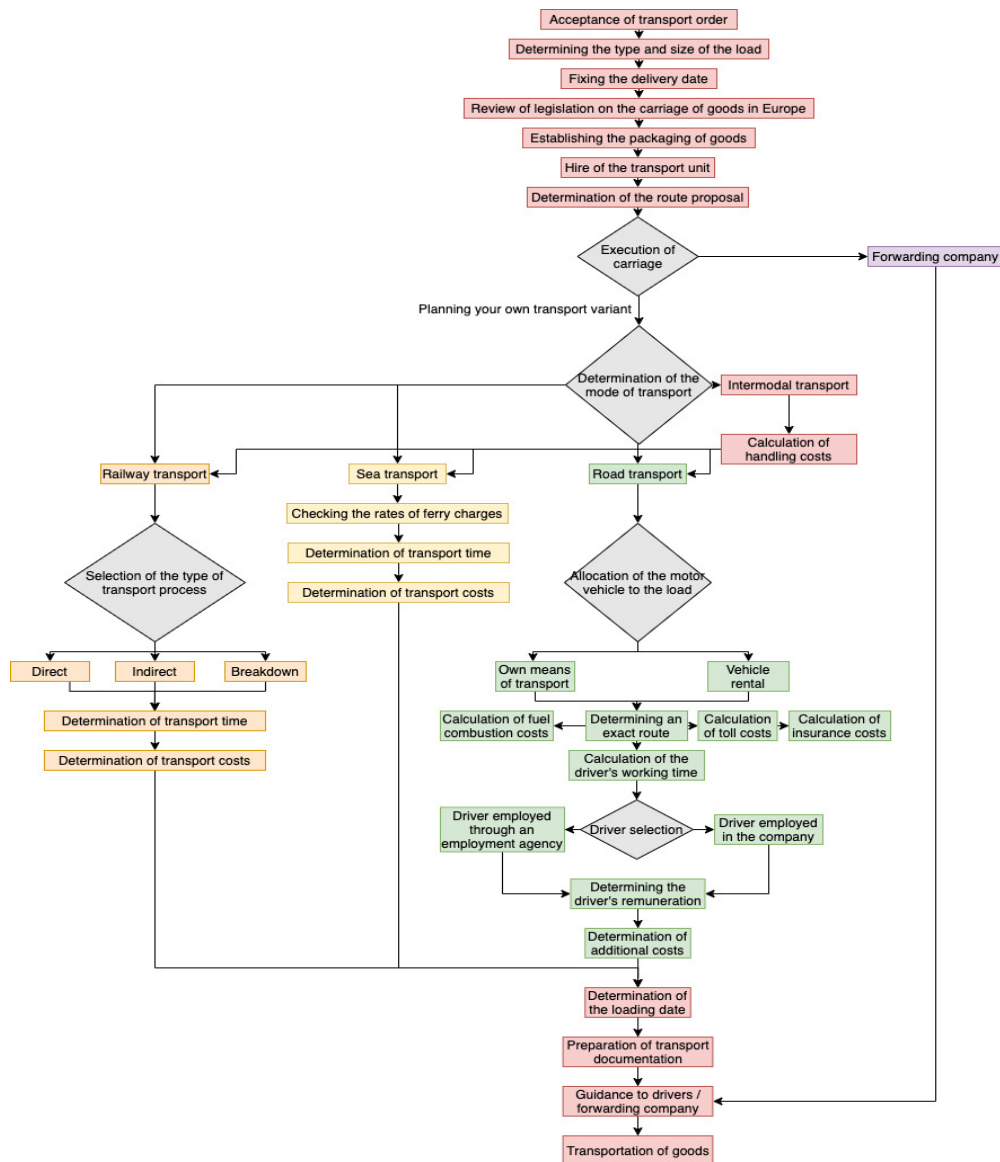 Acceptance of transport order
Determining the type and size of the load
Fixing the delivery date
Review of legislation on the carriage of goods in Europe
Establishing the packaging of goods
Hire of the transport unit
Determination of the route proposal
Execution of
carriage
Forwarding company
Planning your own transport variant
Determination of the
mode of transport
Intermodal transport
Calculation of
handling costs
Railway transport
Sea transport
Road transport
Checking the rates of ferry charges
Determination of transport time
Determination of transport costs
Selection of the type of
transport process
Allocation of the motor
vehicle to the load
Direct
Indirect
Breakdown
Own means
of transport
Vehicle
rental
Determination of transport time
Determination of transport costs
Calculation of fuel
combustion costs
Determining an
exact route
Calculation
of toll costs
Calculation of
insurance costs
Calculation of the
driver's working time
Driver employed
through an
employment agency
Driver selection
Driver employed
in the company
Determining the
driver's remuneration
Determination of
additional costs
Determination of
the loading date
Preparation of transport
documentation
Guidance to drivers /
forwarding company
Transportation of goods